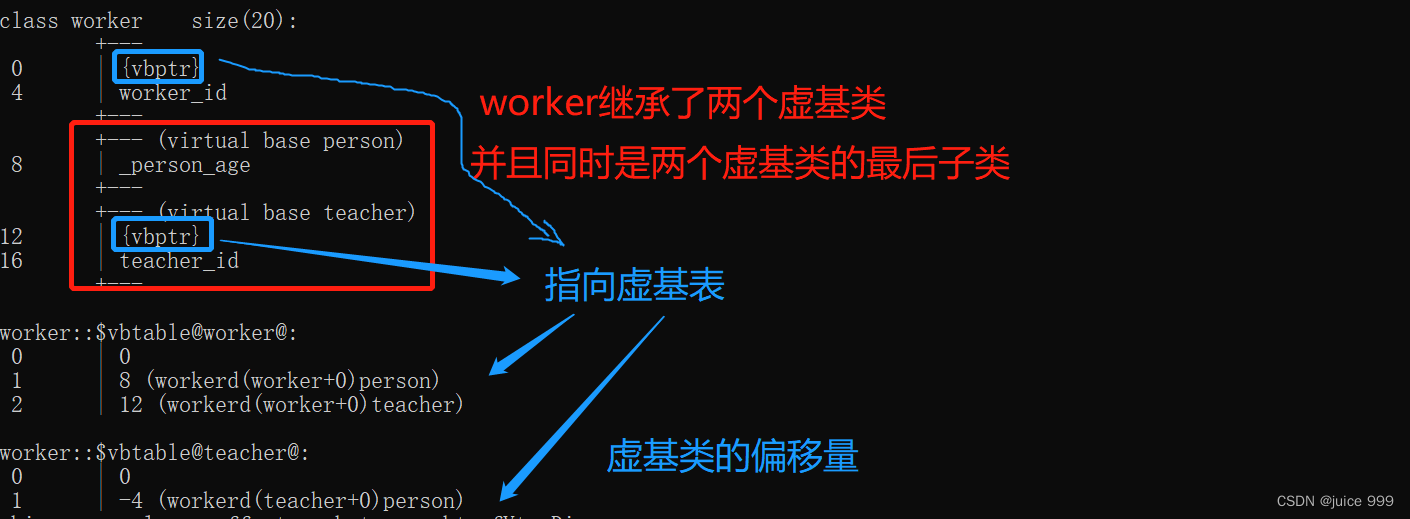 class worker size(20):
+---
0 | {vbptr}
4 | worker_id
+---
+--- (virtual base person)
8 | _person_age
+---
+--- (virtual base teacher)
12 | {vbptr}
16 | teacher_id
+---
worker继承了两个虚基类
并且同时是两个虚基类的最后子类
指向虚基表
worker::$vbtable@worker@:
0 | 0
1 | 8 (workerd(worker+0)person)
2 | 12 (workerd(worker+0)teacher)
虚基类的偏移量
worker::$vbtable@teacher@:
0 | 0
1 | -4 (workerd(teacher+0)person)
CSDN @juice 999